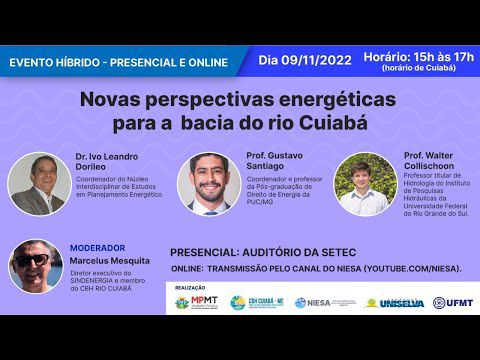 EVENTO HÍBRIDO - PRESENCIAL E ONLINE
Dia 09/11/2022
Horário: 15h às 17h
(horário de Cuiabá)
Novas perspectivas energéticas
para a bacia do rio Cuiabá
Dr. Ivo Leandro
Dorileo
Coordenador do Núcleo
Interdisciplinar de Estudos
em Planejamento Energético
Prof. Gustavo
Santiago
Coordenador e professor
da Pós-graduação de
Direito de Energia da
PUC/MG
Prof. Walter
Collischoon
Professor titular de
Hidrologia do Instituto
de Pesquisas
Hidráulicas da
Universidade Federal
do Rio Grande do Sul.
MODERADOR
Marcelus Mesquita
Diretor executivo do
SINDENERGIA e membro
do CBH RIO CUIABÁ
PRESENCIAL: AUDITÓRIO DA SETEC
ONLINE: TRANSMISSÃO PELO CANAL DO NIESA (YOUTUBE.COM/NIESA).
REALIZAÇÃO
MPMT
CBH CUIABÁ - ME
NIESA
UNISELVA
UFMT